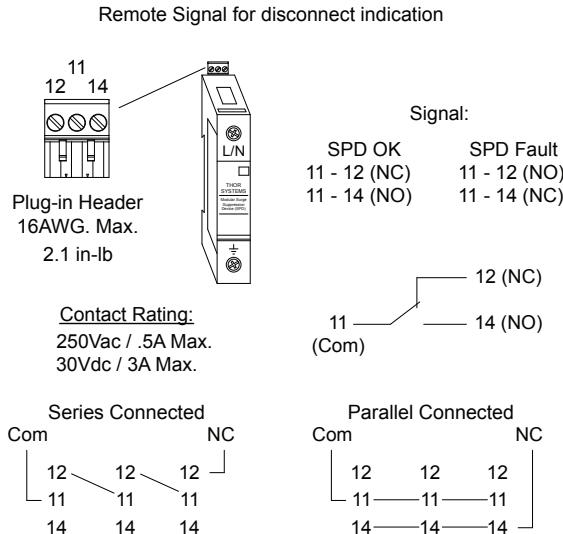 Remote Signal for disconnect indication
11
12 14
L/N
THOR
SYSTEMS
Modular Surge
Suppression
Device (SPD)
Plug-in Header
16AWG. Max.
2.1 in-lb
Signal:
SPD OK SPD Fault
11 - 12 (NC) 11 - 12 (NO)
11 - 14 (NO) 11 - 14 (NC)
12 (NC)
11 14 (NO)
(Com)
Contact Rating:
250Vac / .5A Max.
30Vdc / 3A Max.
Series Connected
Com NC
12 12 12
11 11 11
14 14 14
Parallel Connected
Com NC
12 12 12
11 11 11
14 14 14